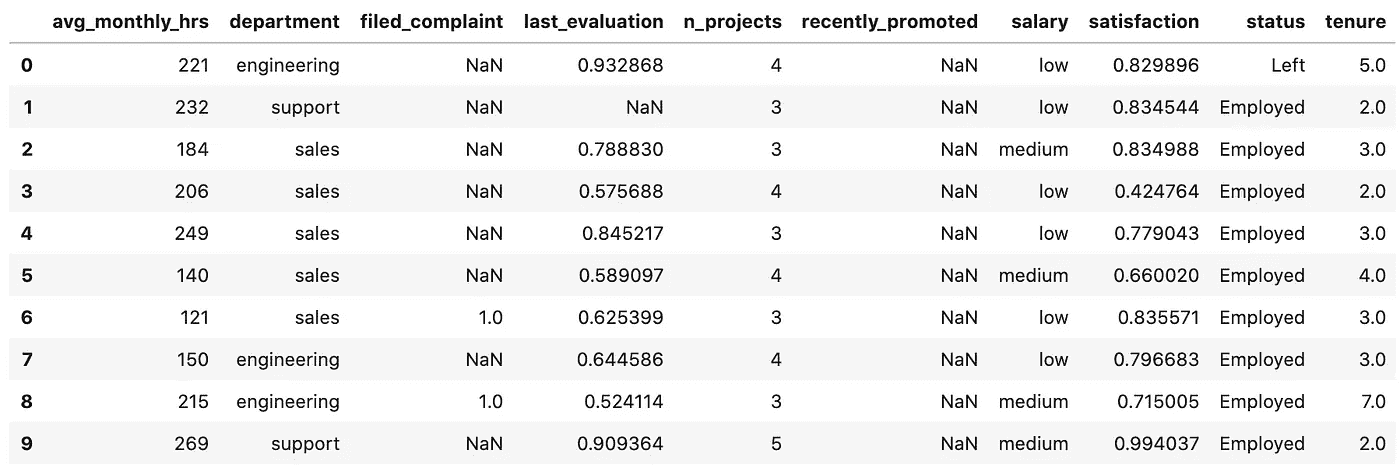 avg_monthly_hrs department filed_complaint last_evaluation n_projects recently_promoted salary satisfaction status tenure
0 221 engineering NaN 0.932868 4 NaN low 0.829896 Left 5.0
1 232 support NaN NaN 3 NaN low 0.834544 Employed 2.0
2 184 sales NaN 0.788830 3 NaN medium 0.834988 Employed 3.0
3 206 sales NaN 0.575688 4 NaN low 0.424764 Employed 2.0
4 249 sales NaN 0.845217 3 NaN low 0.779043 Employed 3.0
5 140 sales NaN 0.589097 4 NaN medium 0.660020 Employed 4.0
6 121 sales 1.0 0.625399 3 NaN low 0.835571 Employed 3.0
7 150 engineering NaN 0.644586 4 NaN low 0.796683 Employed 3.0
8 215 engineering 1.0 0.524114 3 NaN medium 0.715005 Employed 7.0
9 269 support NaN 0.909364 5 NaN medium 0.994037 Employed 2.0